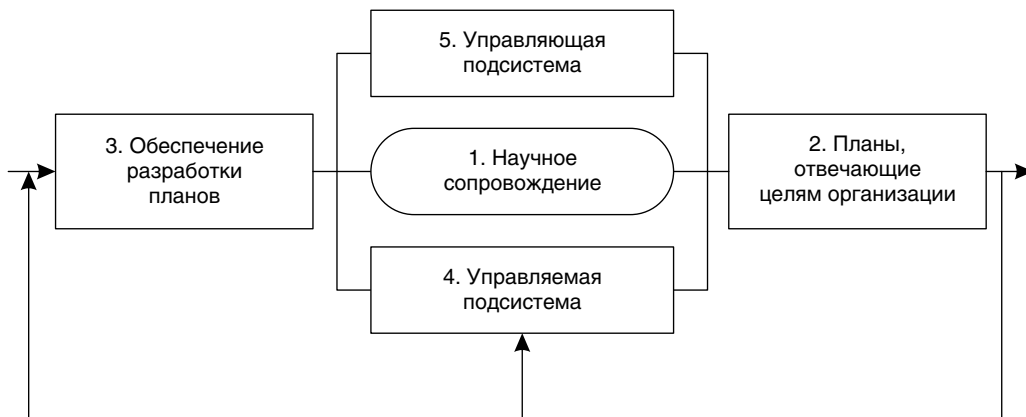 5. Управляющая
подсистема
3. Обеспечение
разработки
планов
1. Научное
сопровождение
2. Планы,
отвечающие
целям организации
4. Управляемая
подсистема